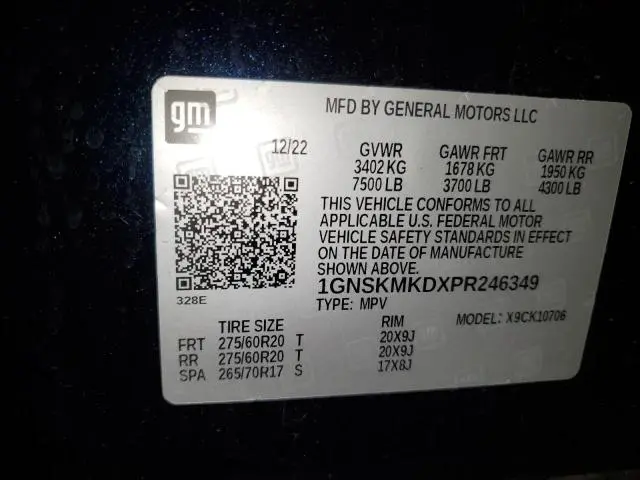 gm
MFD BY GENERAL MOTORS LLC
12/22 GVWR GAWR FRT GAWR RR
3402 KG 1678 KG 1950 KG
7500 LB 3700 LB 4300 LB
THIS VEHICLE CONFORMS TO ALL
APPLICABLE U.S. FEDERAL MOTOR
VEHICLE SAFETY STANDARDS IN EFFECT
ON THE DATE OF MANUFACTURE
SHOWN ABOVE.
1GNSKMKDXPR246349
328E
TYPE: MPV MODEL: X9CK10706
TIRE SIZE RIM
FRT 275/60R20 T 20X9J
RR 275/60R20 T 20X9J
SPA 265/70R17 S 17X8J